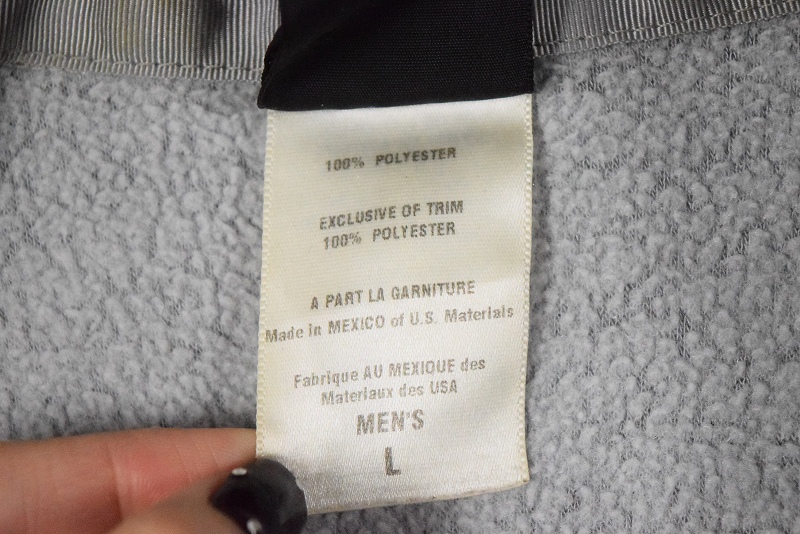 100% POLYESTER
EXCLUSIVE OF TRIM
100% POLYESTER
A PART LA GARNITURE
Made in MEXICO of U.S. Materials
Fabrique AU MEXIQUE des
Materiaux des USA
MEN'S
L